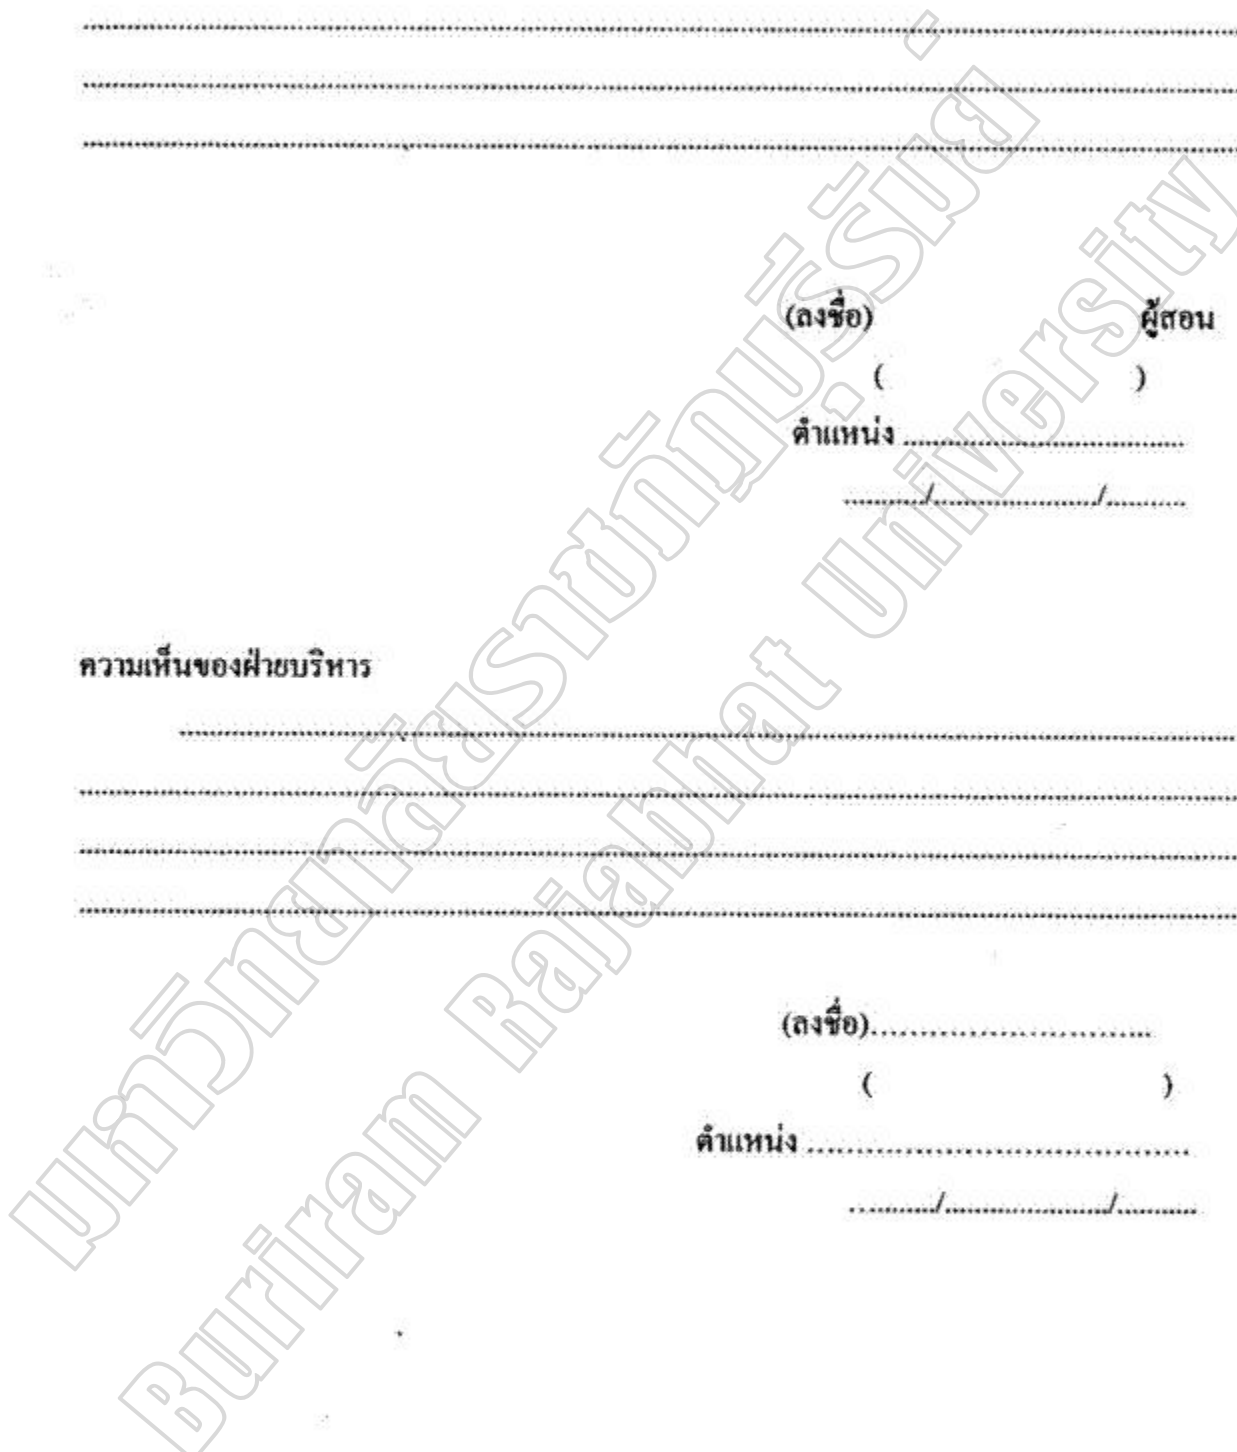 ........................................................................
........................................................................
........................................................................
(ลงชื่อ) ผู้สอน
( )
ตำแหน่ง ........................................
............/........................../............
ความเห็นของฝ่ายบริหาร
........................................................................
........................................................................
........................................................................
........................................................................
(ลงชื่อ)........................................
( )
ตำแหน่ง ........................................
............/........................../............
มหาวิทยาลัยราชภัฏบุรีรัมย์
Buriram Rajabhat University